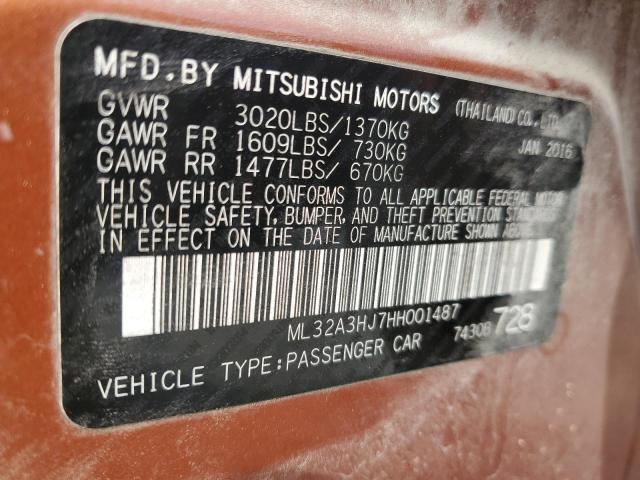 MFD.BY MITSUBISHI MOTORS (THAILAND)CO.,LTD.
GVWR 3020LBS/1370KG JAN 2016
GAWR FR 1609LBS/ 730KG
GAWR RR 1477LBS/ 670KG
THIS VEHICLE CONFORMS TO ALL APPLICABLE FEDERAL MOTOR
VEHICLE SAFETY, BUMPER, AND THEFT PREVENTION STANDARDS
IN EFFECT ON THE DATE OF MANUFACTURE SHOWN ABOVE.
ML32A3HJ7HH001487
74308 728
VEHICLE TYPE:PASSENGER CAR